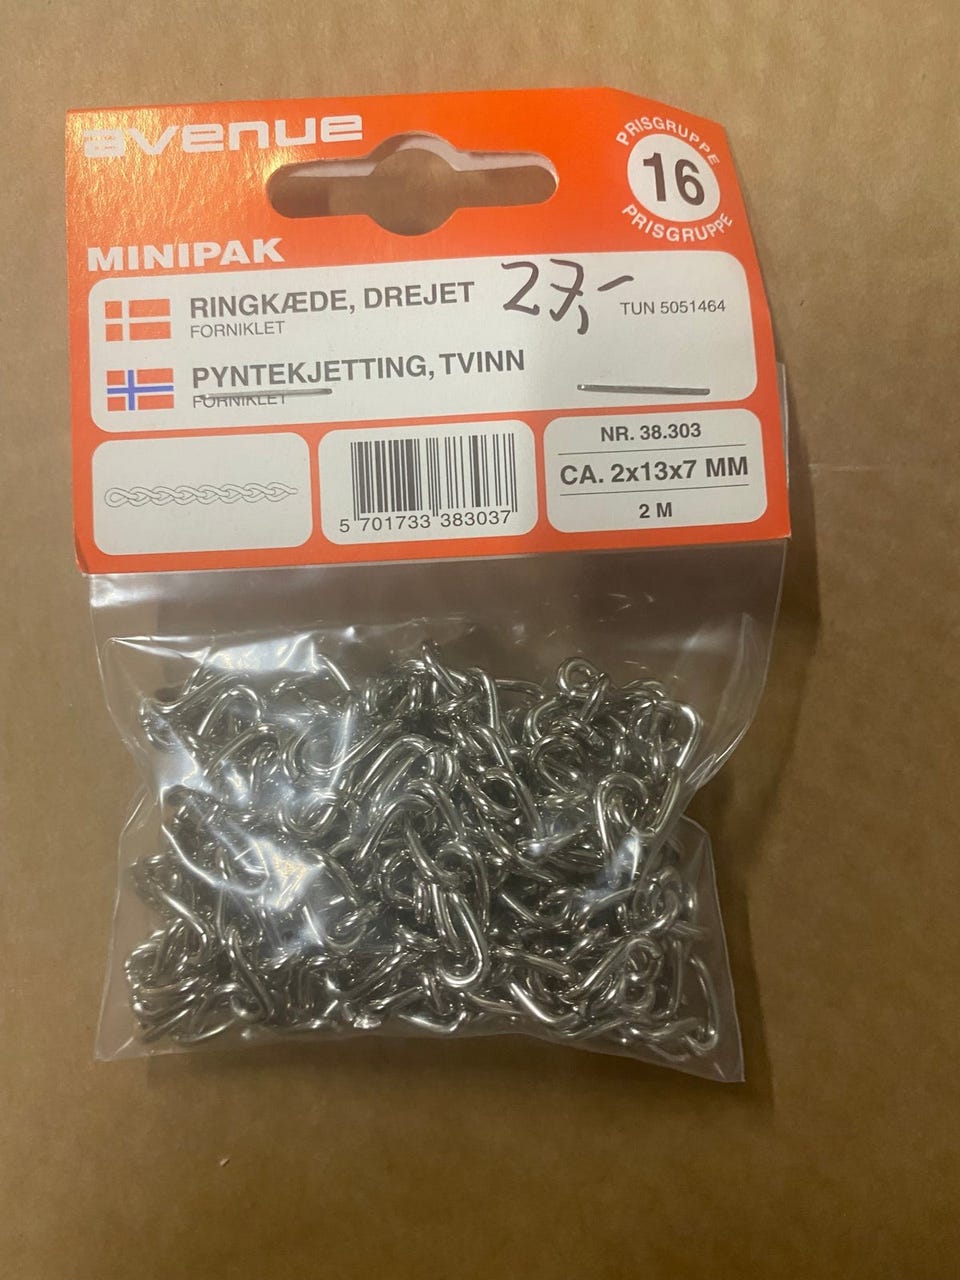 avenue
PRISGRUPPE
16
PRISGRUPPE
MINIPAK
RINGKÆDE, DREJET
FORNIKLET
27,-
TUN 5051464
PYNTEKJETTING, TVINN
FORNIKLET
5 701733 383037
NR. 38.303
CA. 2x13x7 MM
2 M